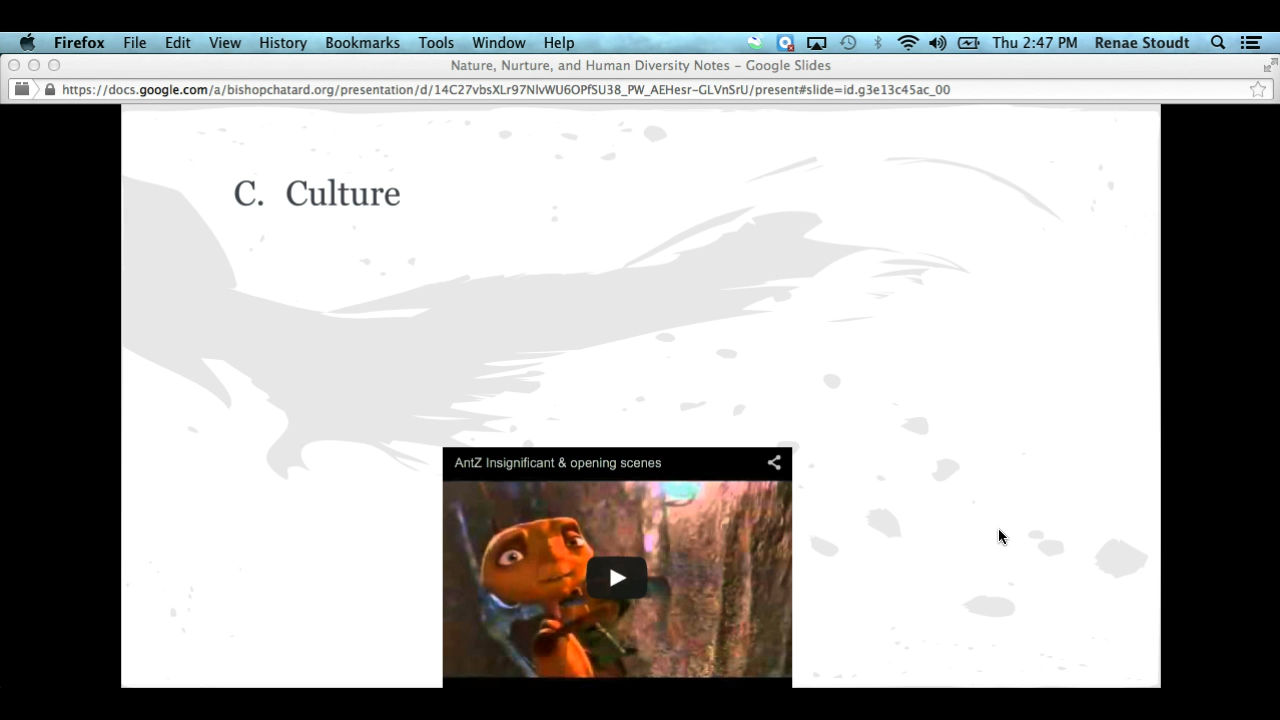 Firefox File Edit View History Bookmarks Tools Window Help Thu 2:47 PM Renae Stoudt
Nature, Nurture, and Human Diversity Notes – Google Slides
https://docs.google.com/a/bishopchatard.org/presentation/d/14C27vbsXLr97NlvWU6OPfSU38_PW_AEHesr-GLVnSrU/present#slide=id.g3e13c45ac_00
C. Culture
AntZ Insignificant & opening scenes